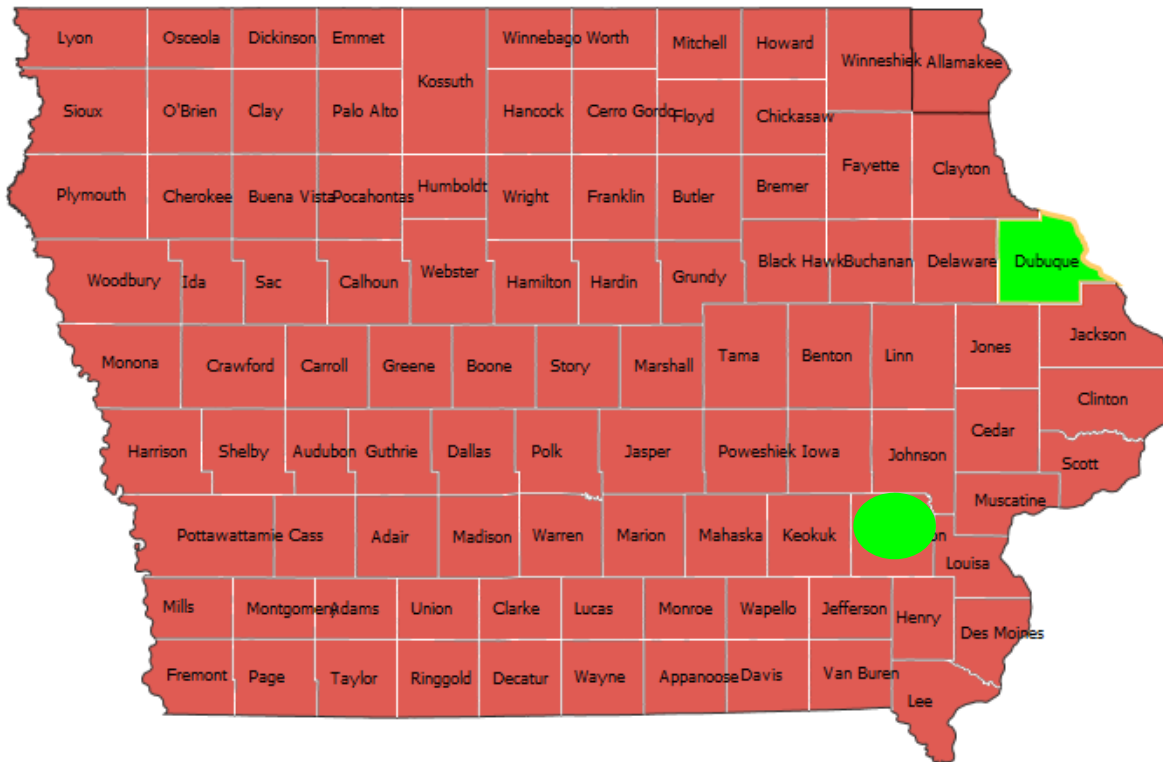 Lyon Osceola Dickinson Emmet Winnebago Worth Mitchell Howard
Kossuth Winneshiek Allamakee
Sioux O'Brien Clay Palo Alto Hancock Cerro Gordo Floyd Chickasaw
Fayette Clayton
Plymouth Cherokee Buena Vista Pocahontas Humboldt Wright Franklin Butler Bremer
Woodbury Ida Sac Calhoun Webster Hamilton Hardin Grundy Black Hawk Buchanan Delaware Dubuque
Monona Crawford Carroll Greene Boone Story Marshall Tama Benton Linn Jones Jackson
Clinton
Harrison Shelby Audubon Guthrie Dallas Polk Jasper Poweshiek Iowa Johnson Cedar Scott
Muscatine
Pottawattamie Cass Adair Madison Warren Marion Mahaska Keokuk
Louisa
Mills Montgomery Adams Union Clarke Lucas Monroe Wapello Jefferson Henry
Des Moines
Fremont Page Taylor Ringgold Decatur Wayne Appanoose Davis Van Buren
Lee